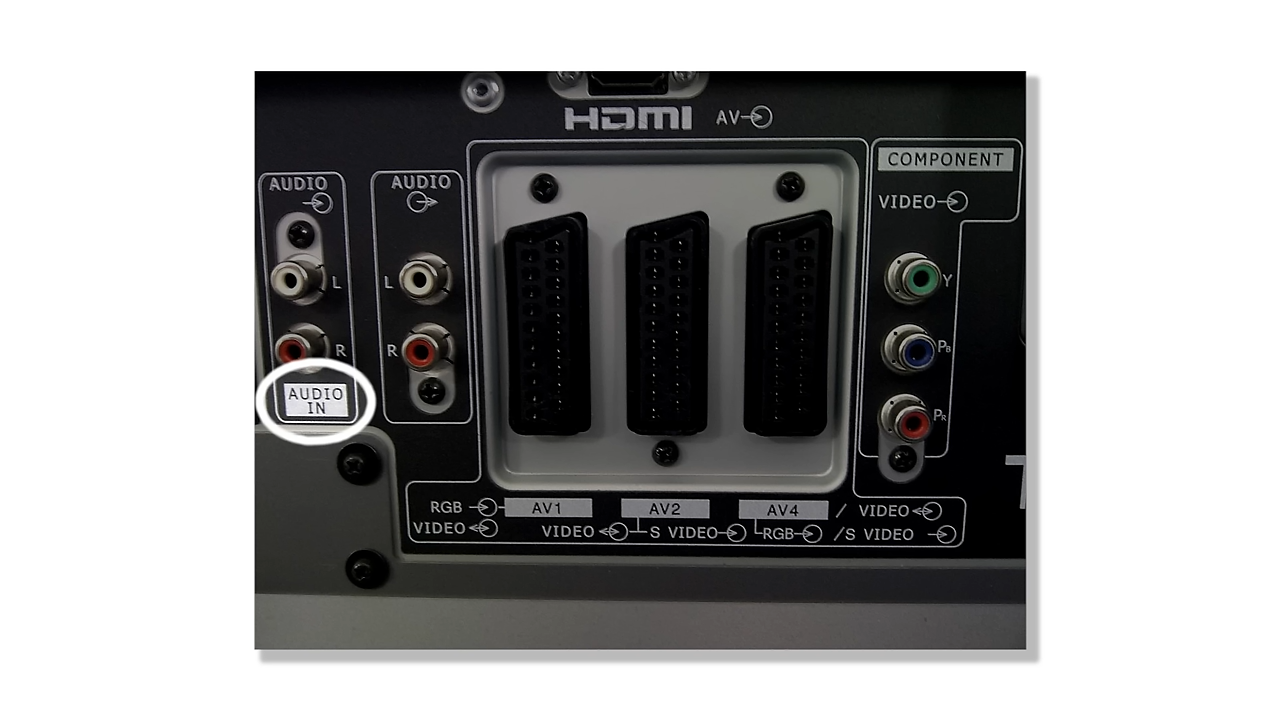 HDMI AV
COMPONENT
AUDIO
AUDIO
VIDEO
L
L
Y
R
R
PB
AUDIO
IN
PR
RGB AV1 AV2 AV4 / VIDEO
VIDEO VIDEO S VIDEO RGB /S VIDEO